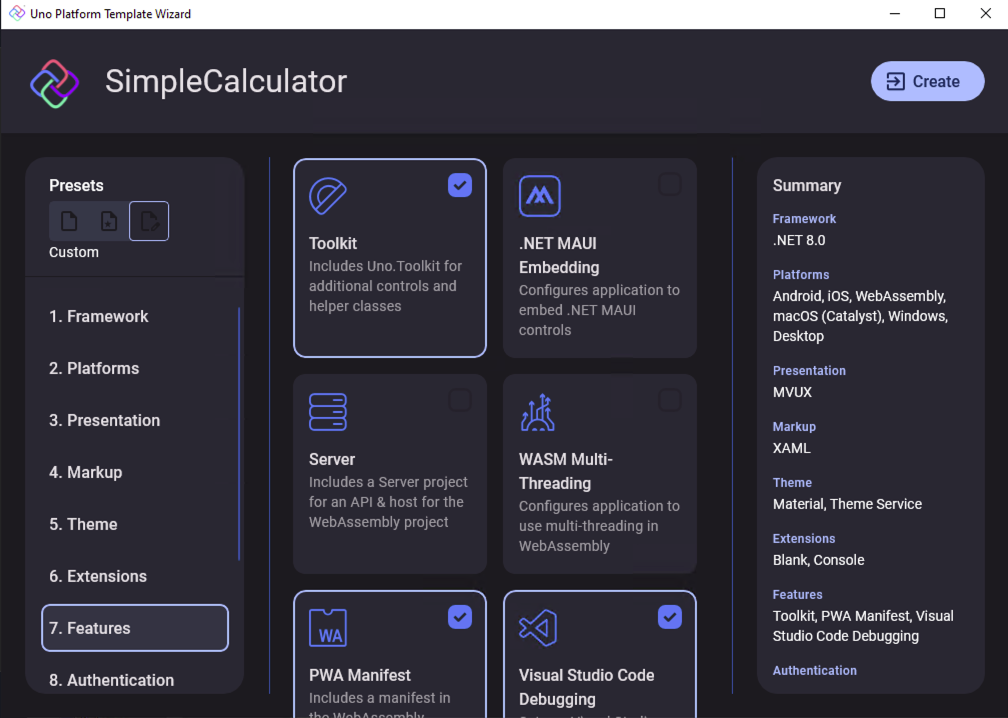 Uno Platform Template Wizard
SimpleCalculator
Create
Presets
Custom
1. Framework
2. Platforms
3. Presentation
4. Markup
5. Theme
6. Extensions
7. Features
8. Authentication
Toolkit
Includes Uno.Toolkit for
additional controls and
helper classes
.NET MAUI
Embedding
Configures application to
embed .NET MAUI
controls
Server
Includes a Server project
for an API & host for the
WebAssembly project
WASM Multi-
Threading
Configures application to
use multi-threading in
WebAssembly
WA
PWA Manifest
Includes a manifest in
the WebAssembly
Visual Studio Code
Debugging
Summary
Framework
.NET 8.0
Platforms
Android, iOS, WebAssembly,
macOS (Catalyst), Windows,
Desktop
Presentation
MVUX
Markup
XAML
Theme
Material, Theme Service
Extensions
Blank, Console
Features
Toolkit, PWA Manifest, Visual
Studio Code Debugging
Authentication